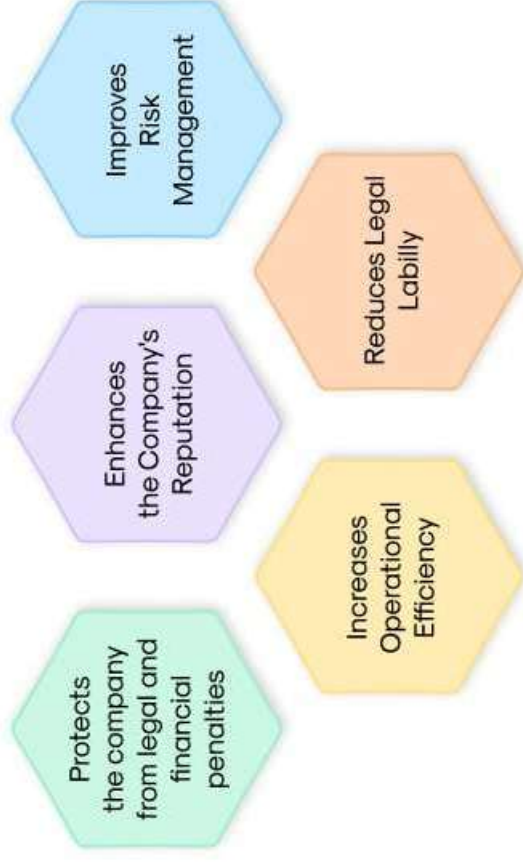 Protects
the company
from legal and
financial
penalties
Enhances
the Company's
Reputation
Improves
Risk
Management
Increases
Operational
Efficiency
Reduces Legal
Labilly